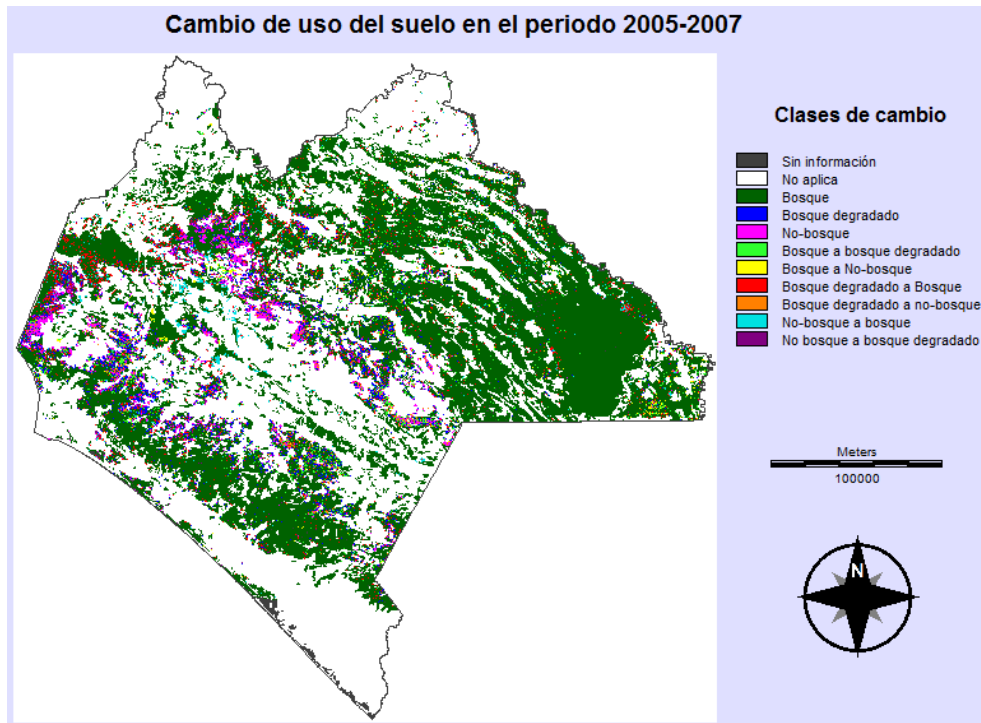 Cambio de uso del suelo en el periodo 2005-2007
Clases de cambio
Sin información
No aplica
Bosque
Bosque degradado
No-bosque
Bosque a bosque degradado
Bosque a No-bosque
Bosque degradado a Bosque
Bosque degradado a no-bosque
No-bosque a bosque
No bosque a bosque degradado
Meters
100000
N